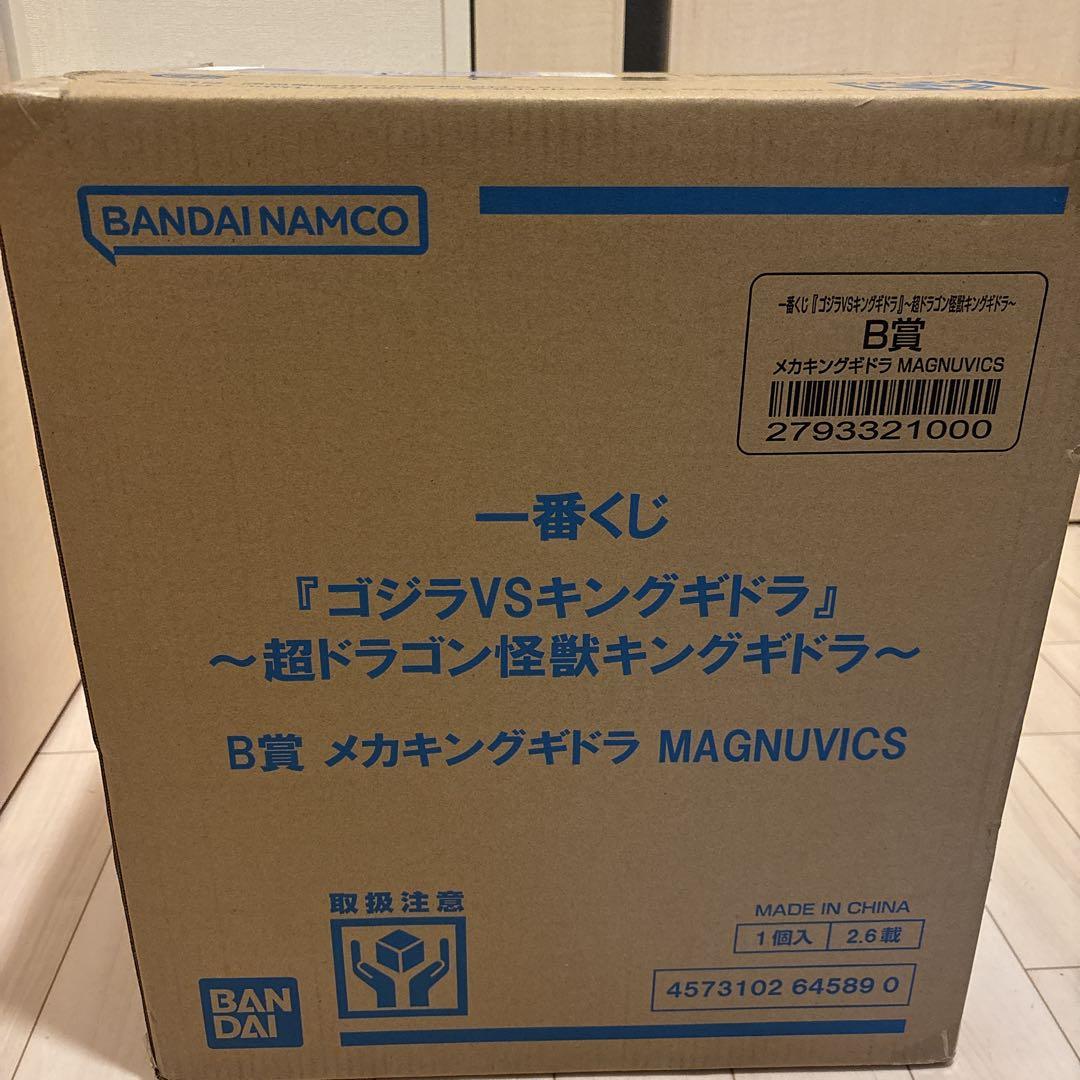 BANDAI NAMCO
一番くじ『ゴジラVSキングギドラ』～超ドラゴン怪獣キングギドラ～
B賞
メカキングギドラ MAGNUVICS
2793321000
一番くじ
『ゴジラVSキングギドラ』
～超ドラゴン怪獣キングギドラ～
B賞 メカキングギドラ MAGNUVICS
取扱注意
MADE IN CHINA
1個入 2.6載
4573102 64589 0
BAN
DAI